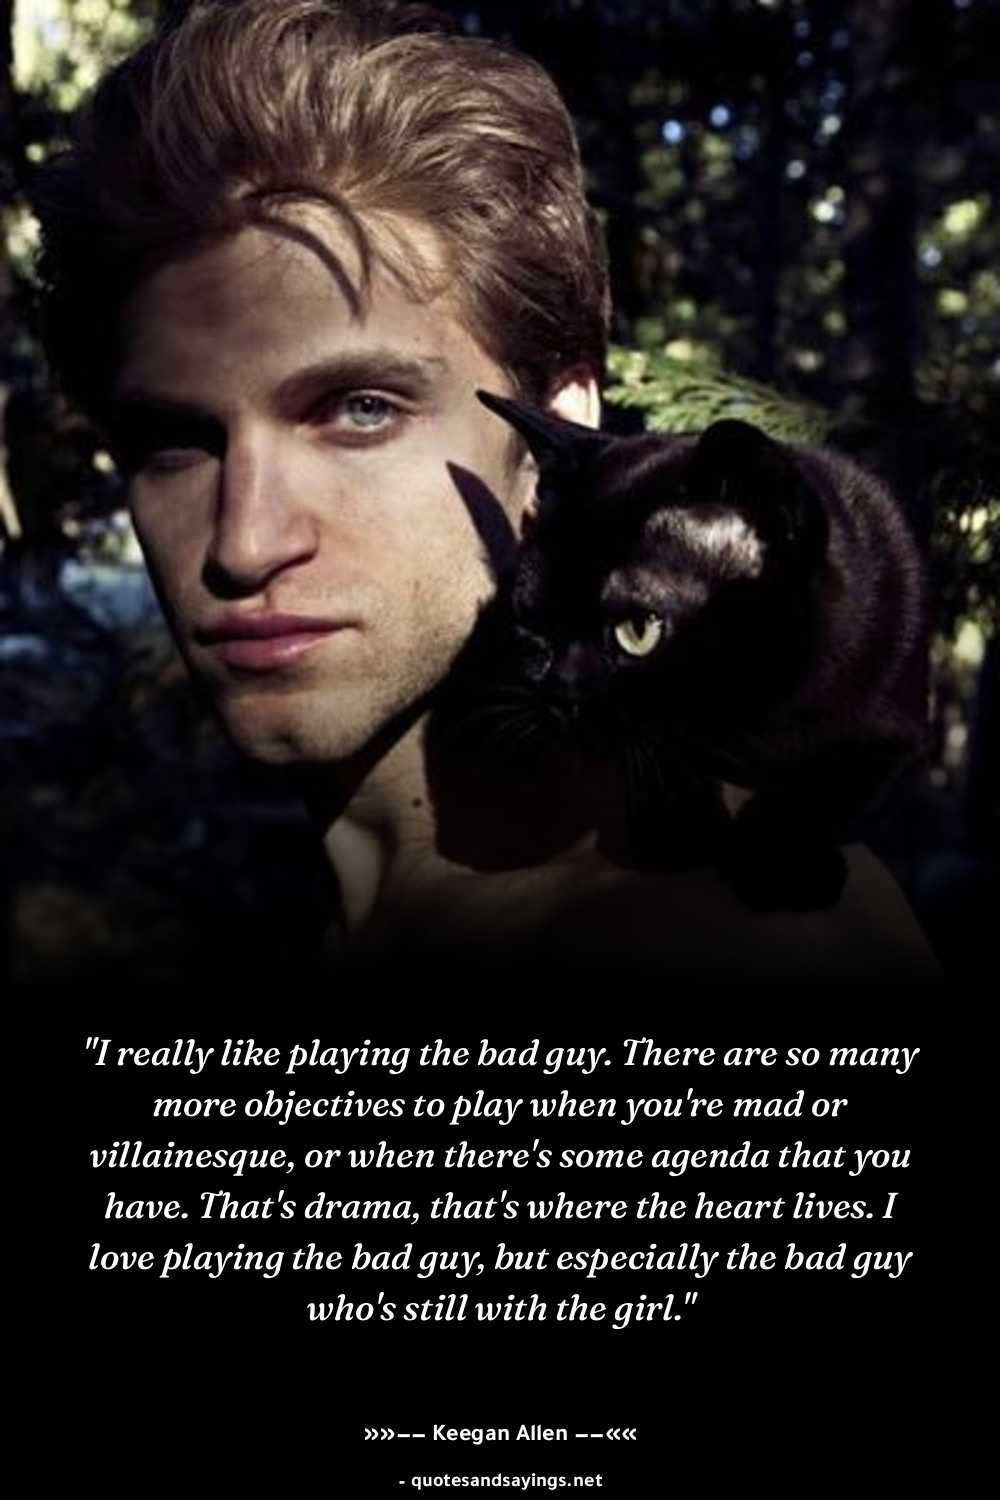 "I really like playing the bad guy. There are so many
more objectives to play when you're mad or
villainesque, or when there's some agenda that you
have. That's drama, that's where the heart lives. I
love playing the bad guy, but especially the bad guy
who's still with the girl."
»»–– Keegan Allen ––««
- quotesandsayings.net